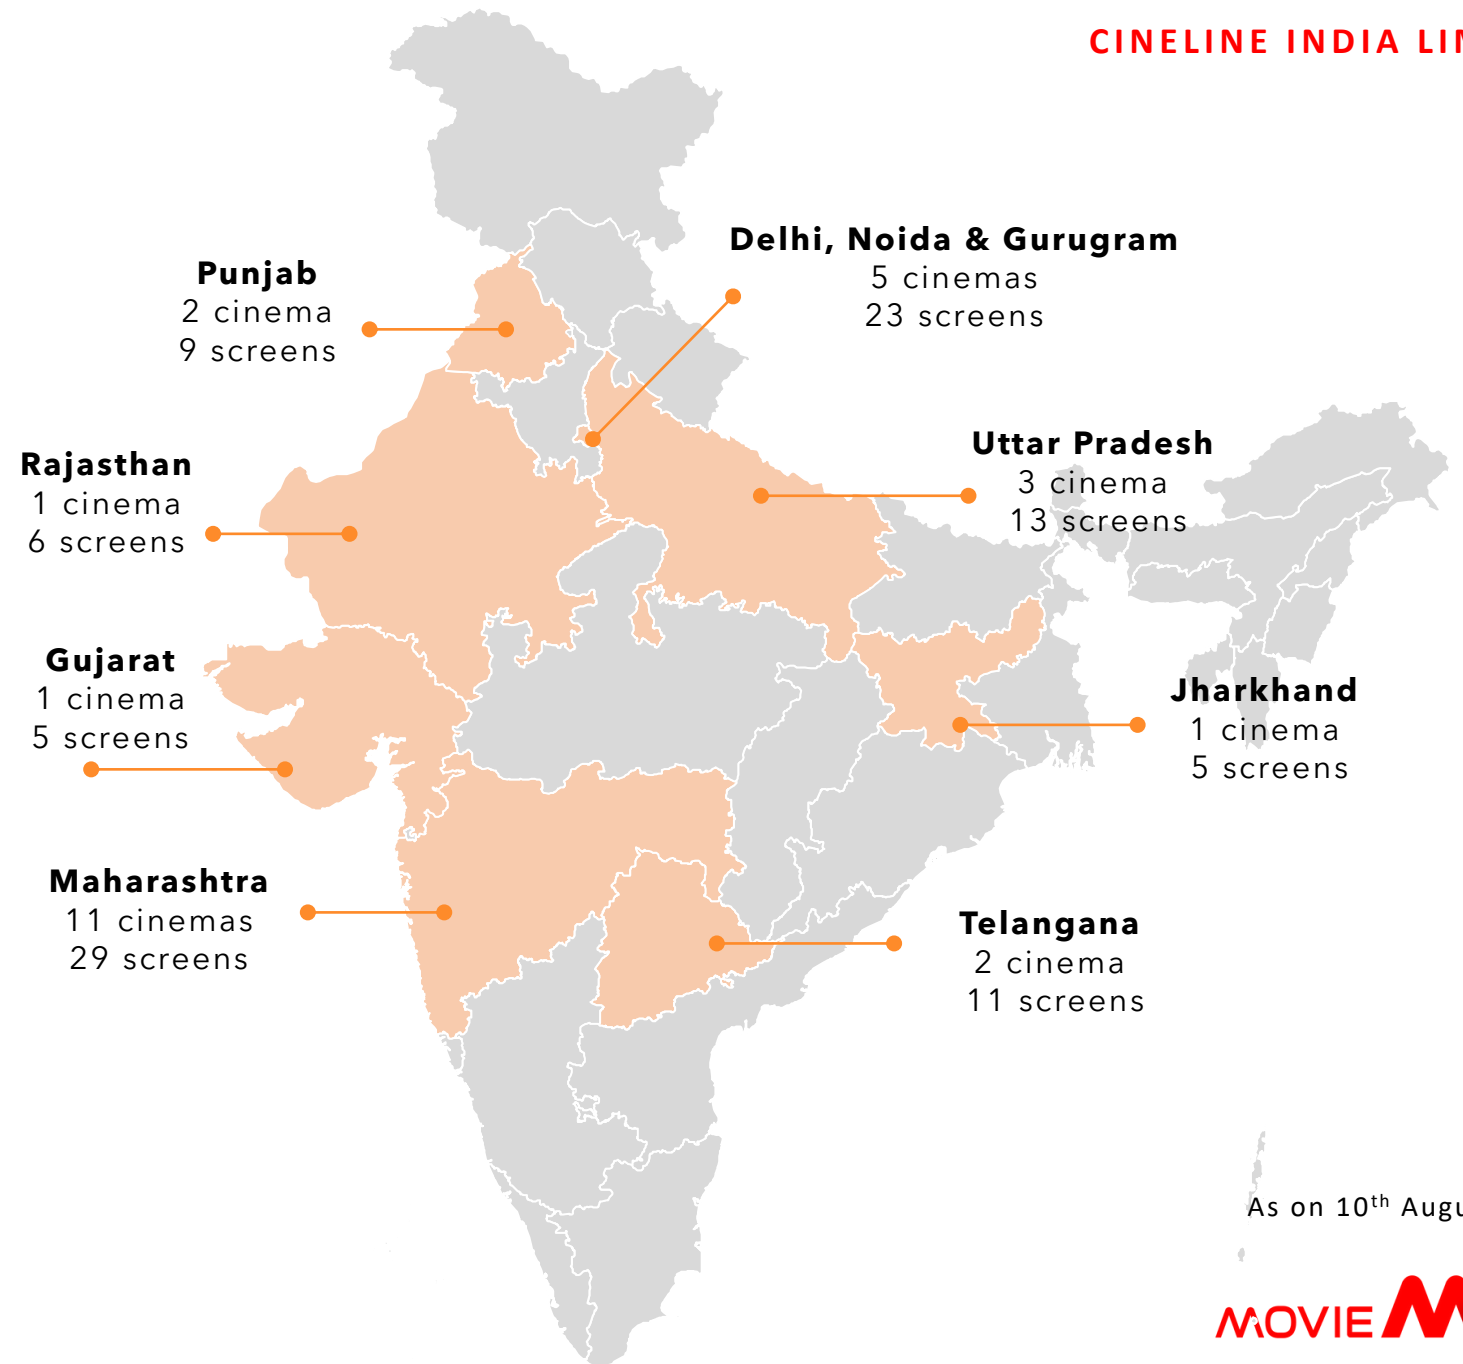 CINELINE INDIA
Delhi, Noida & Gurugram
5 cinemas
23 screens
Punjab
2 cinema
9 screens
Uttar Pradesh
3 cinema
13 screens
Rajasthan
1 cinema
6 screens
Gujarat
1 cinema
5 screens
Jharkhand
1 cinema
5 screens
Maharashtra
11 cinemas
29 screens
Telangana
2 cinema
11 screens
As on 10th
MOVIE